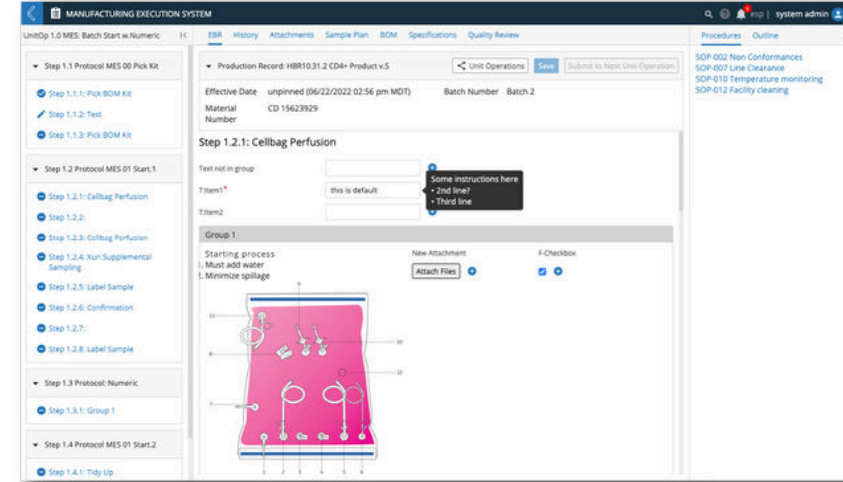 MANUFACTURING EXECUTION SYSTEM
esp | system admin
UnitOp 1.0 MES: Batch Start w.Numeric
EBR History Attachments Sample Plan BOM Specifications Quality Review
Procedures Outline
Step 1.1 Protocol MES 00 Pick Kit
Step 1.1.1: Pick BOM Kit
Step 1.1.2: Test
Step 1.1.3: Pick BOM Kit
Step 1.2 Protocol MES 01 Start.1
Step 1.2.1: Cellbag Perfusion
Step 1.2.2:
Step 1.2.3: Cellbag Perfusion
Step 1.2.4: Xuri Supplemental
Sampling
Step 1.2.5: Label Sample
Step 1.2.6: Confirmation
Step 1.2.7:
Step 1.2.8: Label Sample
Step 1.3 Protocol: Numeric
Step 1.3.1: Group 1
Step 1.4 Protocol MES 01 Start.2
Step 1.4.1: Tidy Up
Production Record: HBR10.31.2 CD4+ Product v.5
Unit Operations Save Submit to Next Unit Operation
Effective Date unpinned (06/22/2022 02:56 pm MDT) Batch Number Batch 2
Material
Number
CD 15623929
Step 1.2.1: Cellbag Perfusion
Text not in group
T.Item1*
this is default
T.Item2
Some instructions here
• 2nd line?
• Third line
Group 1
Starting process
. Must add water
. Minimize spillage
New Attachment
Attach Files
F-Checkbox
9
11
10
8
12
7
1 2 3 4 5 6
SOP-002 Non Conformances
SOP-007 Line Clearance
SOP-010 Temperature monitoring
SOP-012 Facility cleaning